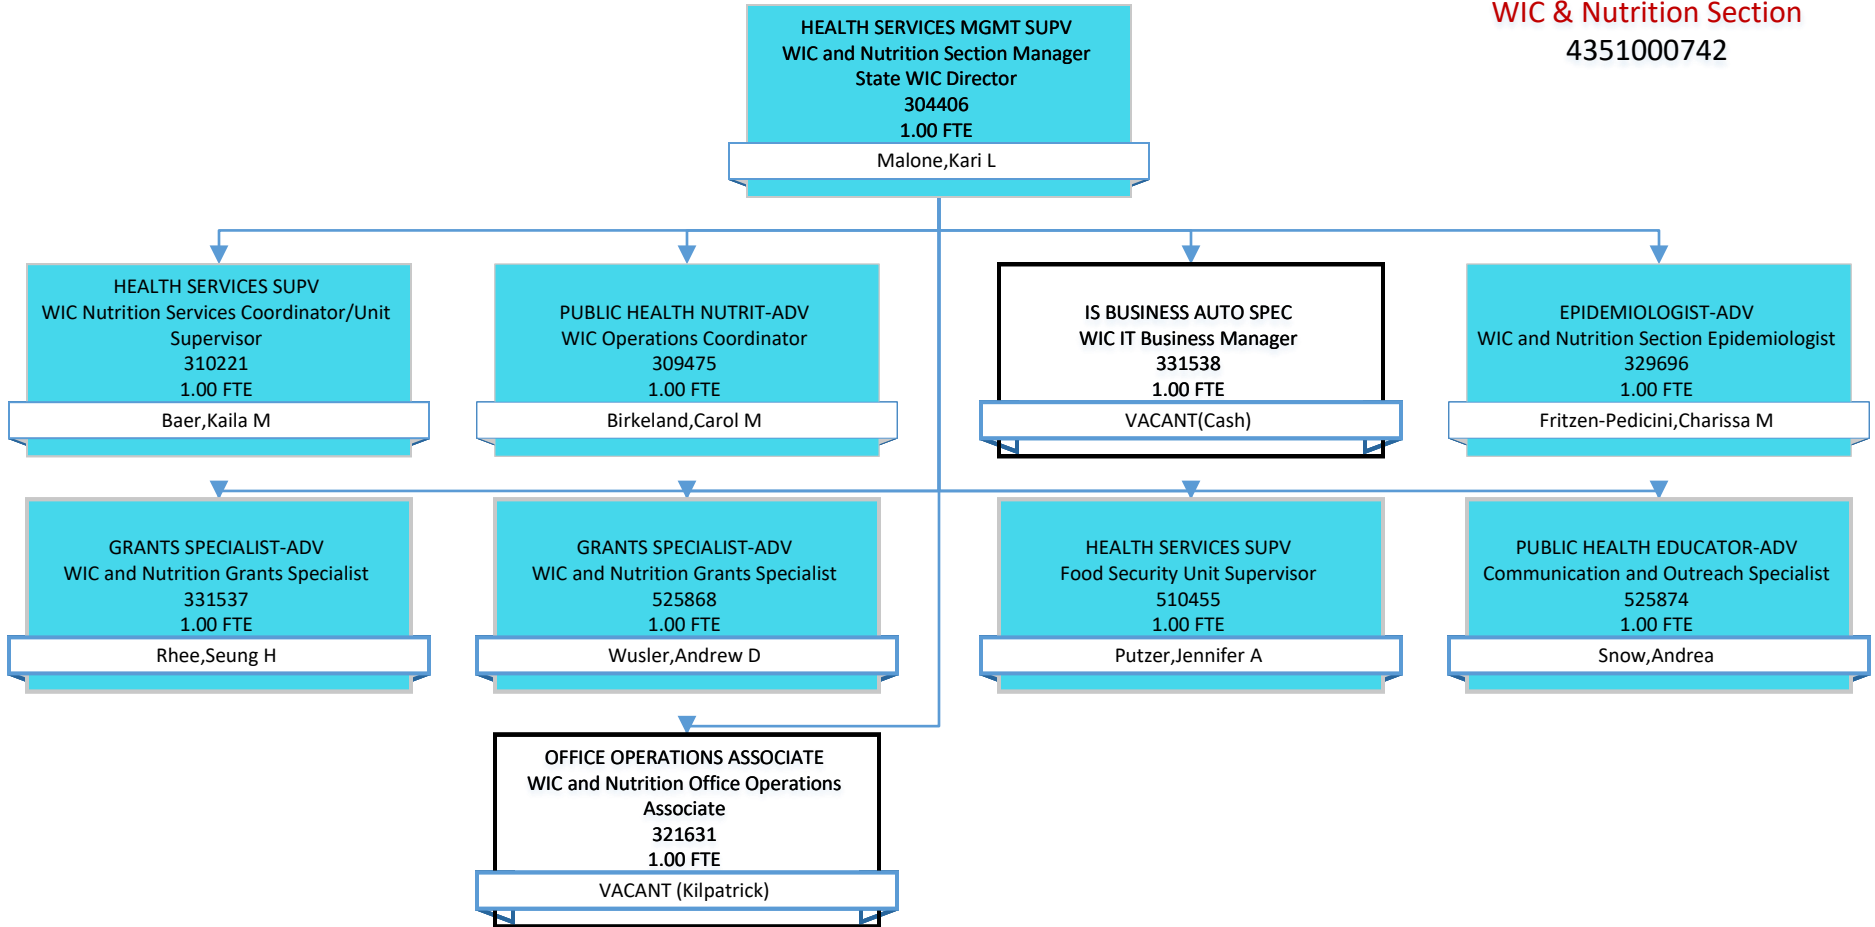 WIC & Nutrition Section
4351000742
HEALTH SERVICES MGMT SUPV
WIC and Nutrition Section Manager
State WIC Director
304406
1.00 FTE
Malone,Kari L
HEALTH SERVICES SUPV
WIC Nutrition Services Coordinator/Unit
Supervisor
310221
1.00 FTE
Baer,Kaila M
PUBLIC HEALTH NUTRIT-ADV
WIC Operations Coordinator
309475
1.00 FTE
Birkeland,Carol M
IS BUSINESS AUTO SPEC
WIC IT Business Manager
331538
1.00 FTE
VACANT(Cash)
EPIDEMIOLOGIST-ADV
WIC and Nutrition Section Epidemiologist
329696
1.00 FTE
Fritzen-Pedicini,Charissa M
GRANTS SPECIALIST-ADV
WIC and Nutrition Grants Specialist
331537
1.00 FTE
Rhee,Seung H
GRANTS SPECIALIST-ADV
WIC and Nutrition Grants Specialist
525868
1.00 FTE
Wusler,Andrew D
HEALTH SERVICES SUPV
Food Security Unit Supervisor
510455
1.00 FTE
Putzer,Jennifer A
PUBLIC HEALTH EDUCATOR-ADV
Communication and Outreach Specialist
525874
1.00 FTE
Snow,Andrea
OFFICE OPERATIONS ASSOCIATE
WIC and Nutrition Office Operations
Associate
321631
1.00 FTE
VACANT (Kilpatrick)